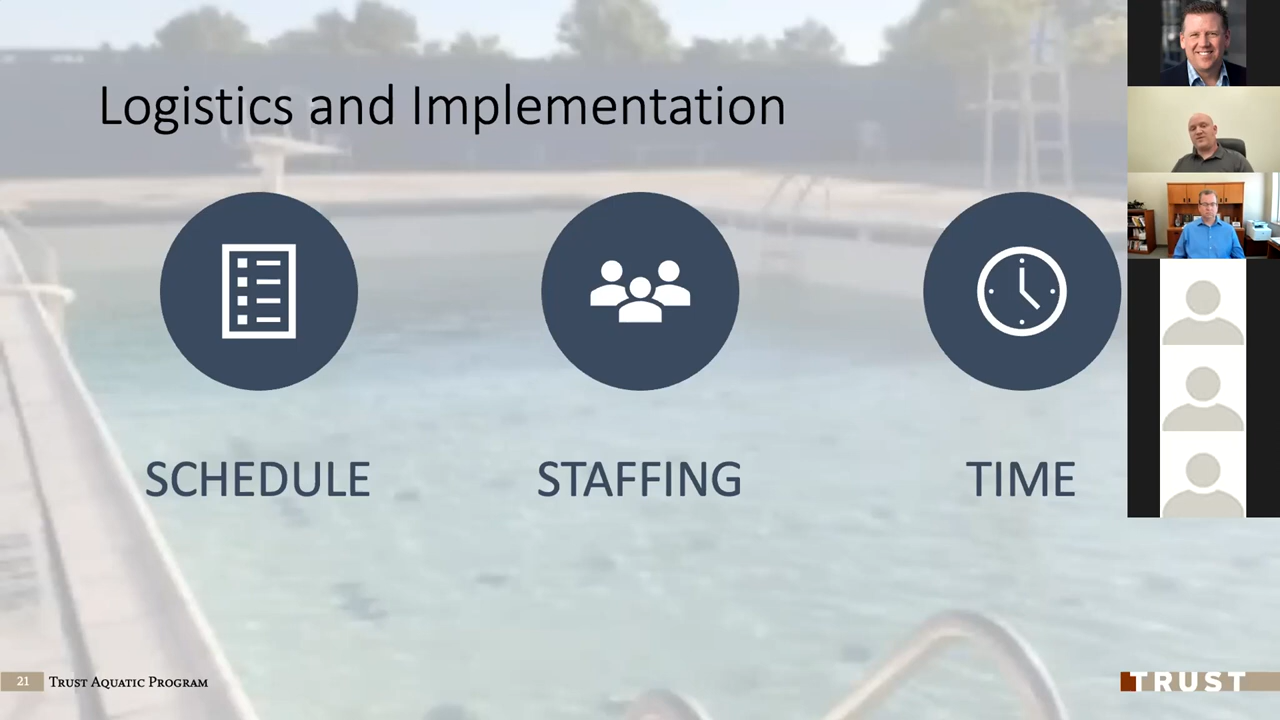 Logistics and Implementation
SCHEDULE
STAFFING
TIME
21
Trust Aquatic Program
TRUST